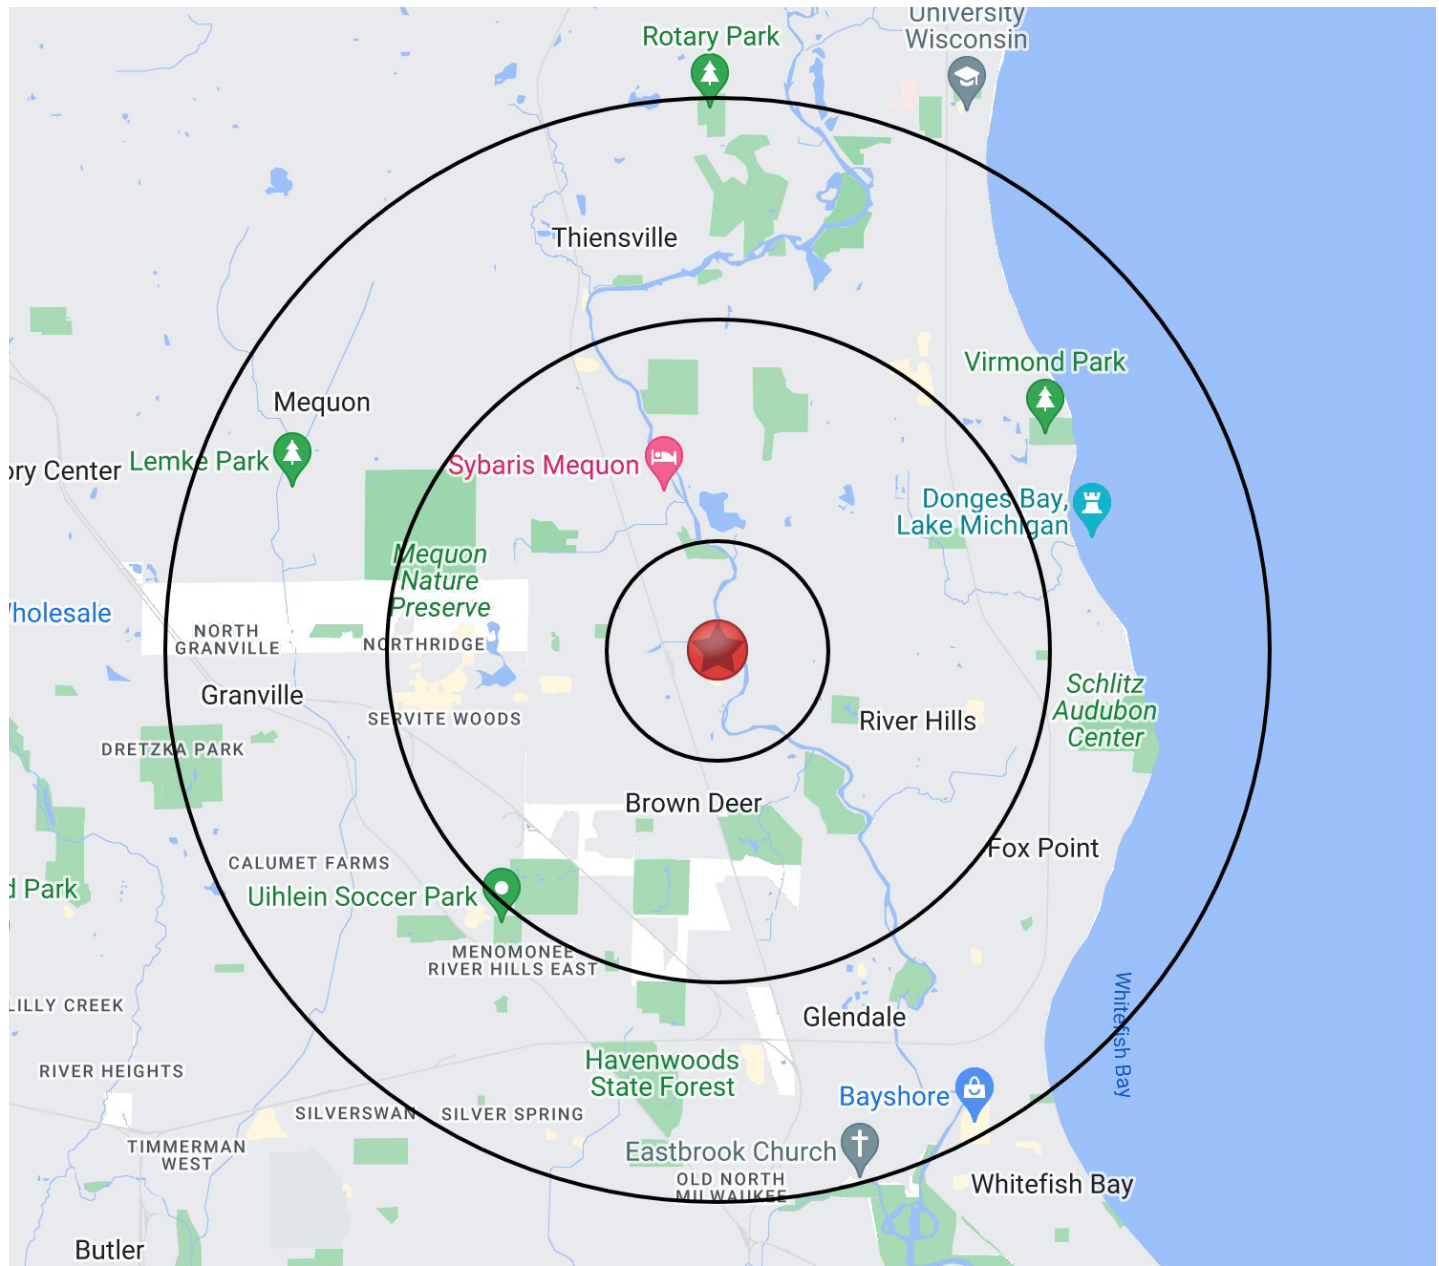 University
Wisconsin
Rotary Park
Thiensville
Virmond Park
Mequon
Lemke Park
ory Center
Sybaris Mequon
Donges Bay,
Lake Michigan
Mequon
Nature
Preserve
holesale
NORTH
GRANVILLE
NORTHRIDGE
Granville
SERVITE WOODS
Schlitz
Audubon
Center
River Hills
DRETZKA PARK
Brown Deer
Fox Point
CALUMET FARMS
d Park
Uihlein Soccer Park
MENOMONEE
RIVER HILLS EAST
LILLY CREEK
Glendale
Whitefish Bay
RIVER HEIGHTS
Havenwoods
State Forest
Bayshore
SILVERSWAN
SILVER SPRING
TIMMERMAN
WEST
Eastbrook Church
OLD NORTH
MILWAUKEE
Whitefish Bay
Butler